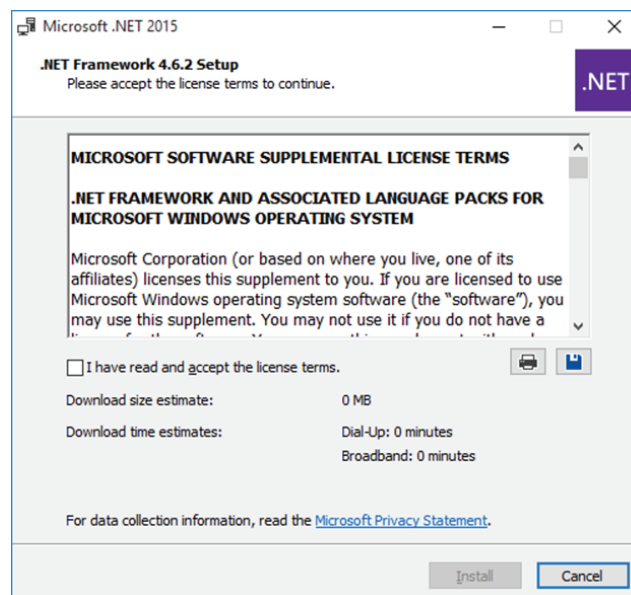 Microsoft .NET 2015
.NET Framework 4.6.2 Setup
Please accept the license terms to continue.
.NET
MICROSOFT SOFTWARE SUPPLEMENTAL LICENSE TERMS
.NET FRAMEWORK AND ASSOCIATED LANGUAGE PACKS FOR
MICROSOFT WINDOWS OPERATING SYSTEM
Microsoft Corporation (or based on where you live, one of its
affiliates) licenses this supplement to you. If you are licensed to use
Microsoft Windows operating system software (the “software”), you
may use this supplement. You may not use it if you do not have a
I have read and accept the license terms.
Download size estimate: 0 MB
Download time estimates: Dial-Up: 0 minutes
Broadband: 0 minutes
For data collection information, read the Microsoft Privacy Statement.
Install Cancel